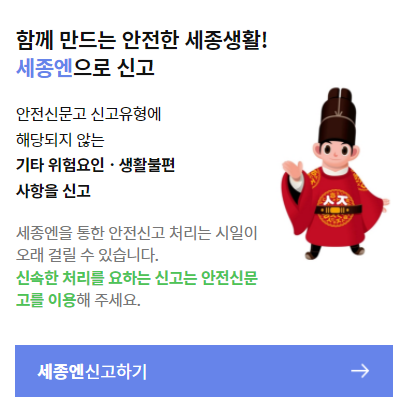 함께 만드는 안전한 세종생활!
세종엔으로 신고
안전신문고 신고유형에
해당되지 않는
기타 위험요인 · 생활불편
사항을 신고
세종엔을 통한 안전신고 처리는 시일이
오래 걸릴 수 있습니다.
신속한 처리를 요하는 신고는 안전신문
고를 이용해 주세요.
세종엔신고하기 →